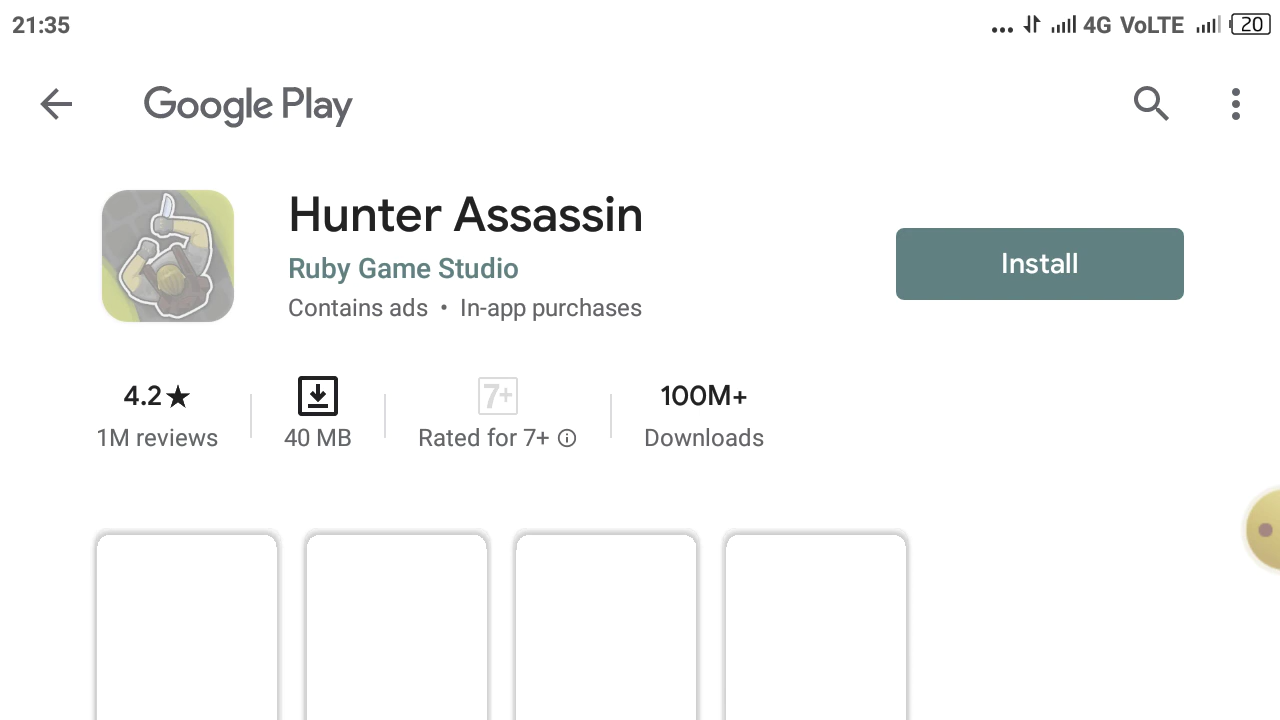 21:35
... 4G VoLTE 20
Google Play
Hunter Assassin
Ruby Game Studio
Contains ads • In-app purchases
Install
4.2★
1M reviews
40 MB
7+
Rated for 7+
100M+
Downloads